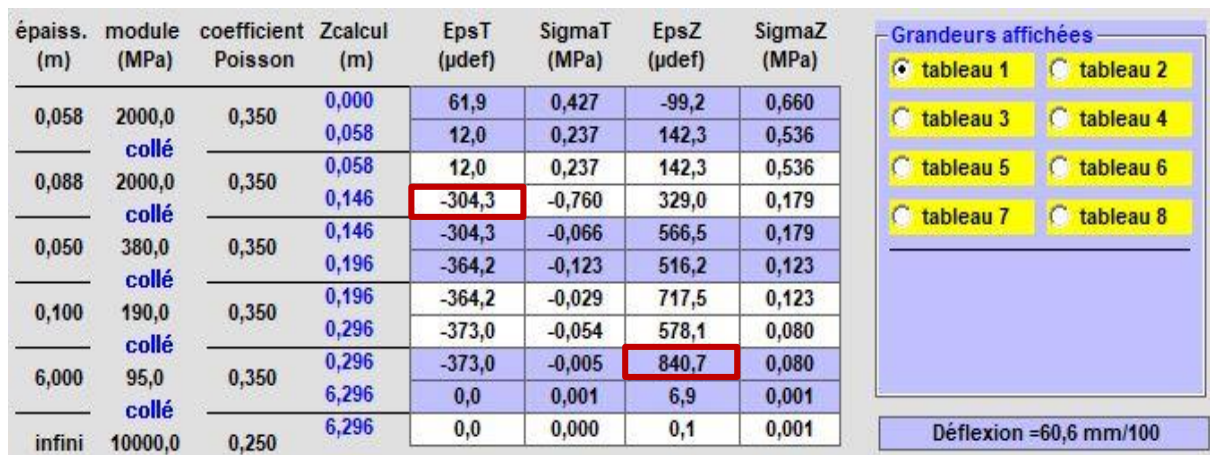 épaiss. module coefficient Zcalcul EpsT SigmaT EpsZ SigmaZ
(m) (MPa) Poisson (m) (µdef) (MPa) (µdef) (MPa)
0,000 61,9 0,427 -99,2 0,660
0,058 2000,0 0,350
0,058 12,0 0,237 142,3 0,536
collé
0,058 12,0 0,237 142,3 0,536
0,088 2000,0 0,350
0,146 -304,3 -0,760 329,0 0,179
collé
0,146 -304,3 -0,066 566,5 0,179
0,050 380,0 0,350
0,196 -364,2 -0,123 516,2 0,123
collé
0,196 -364,2 -0,029 717,5 0,123
0,100 190,0 0,350
0,296 -373,0 -0,054 578,1 0,080
collé
0,296 -373,0 -0,005 840,7 0,080
6,000 95,0 0,350
6,296 0,0 0,001 6,9 0,001
collé
6,296 0,0 0,000 0,1 0,001
infini 10000,0 0,250
Grandeurs affichées
tableau 1 tableau 2
tableau 3 tableau 4
tableau 5 tableau 6
tableau 7 tableau 8
Déflexion =60,6 mm/100